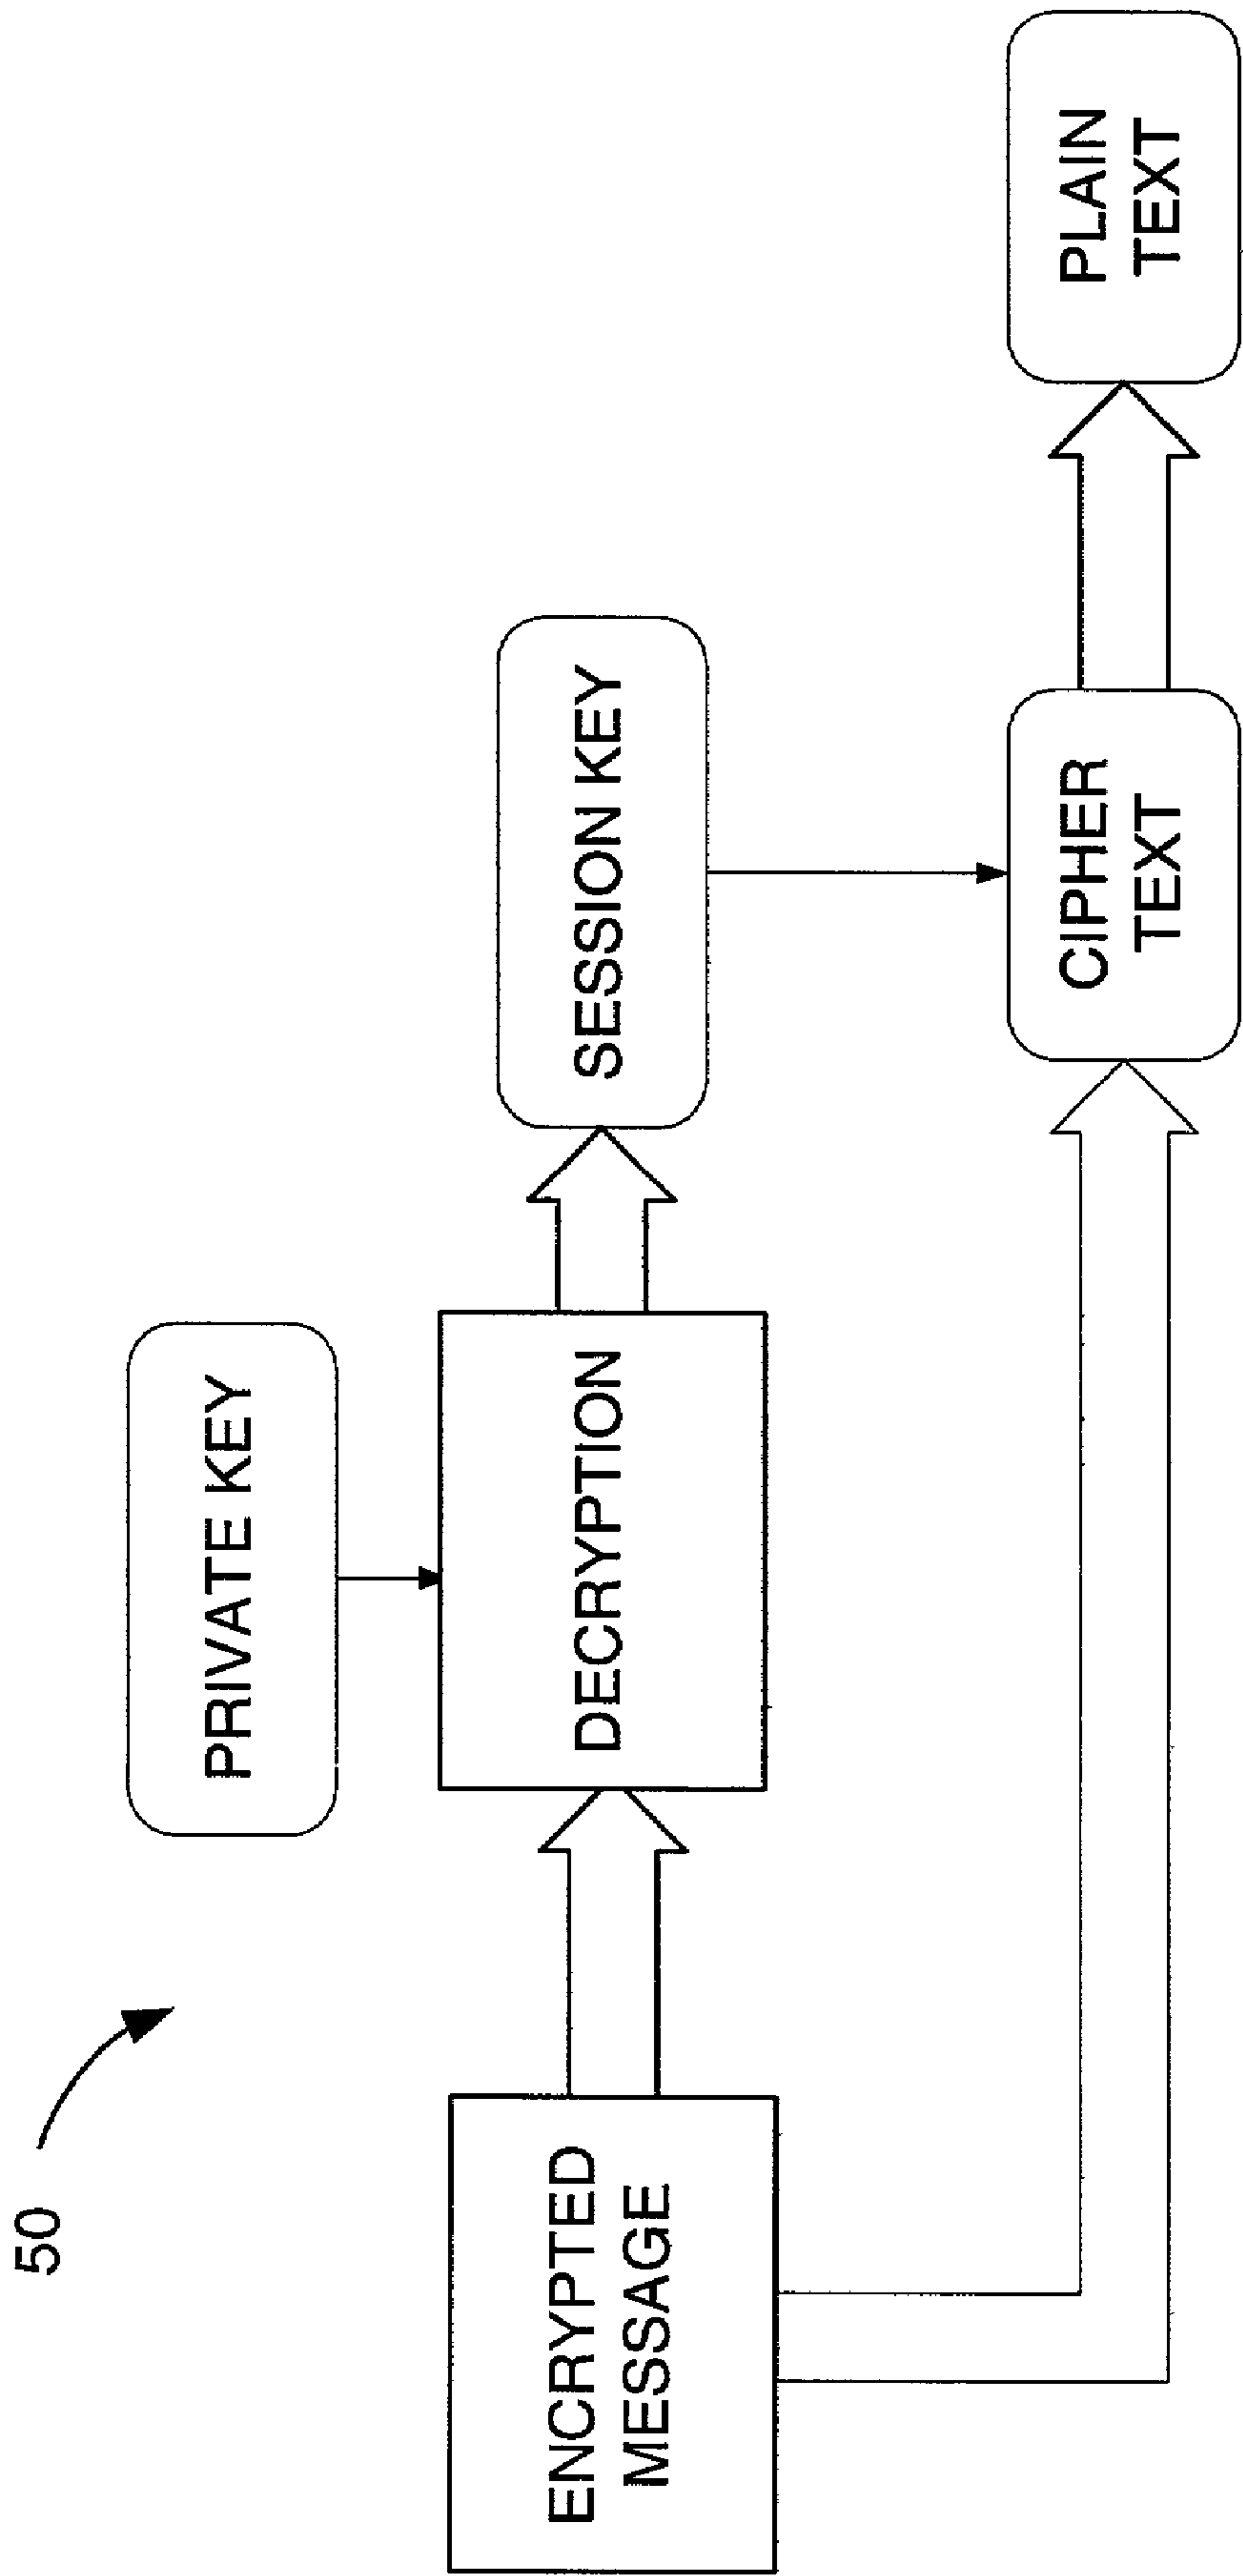 50
PRIVATE KEY
ENCRYPTED
MESSAGE
DECRYPTION
SESSION KEY
CIPHER
TEXT
PLAIN
TEXT